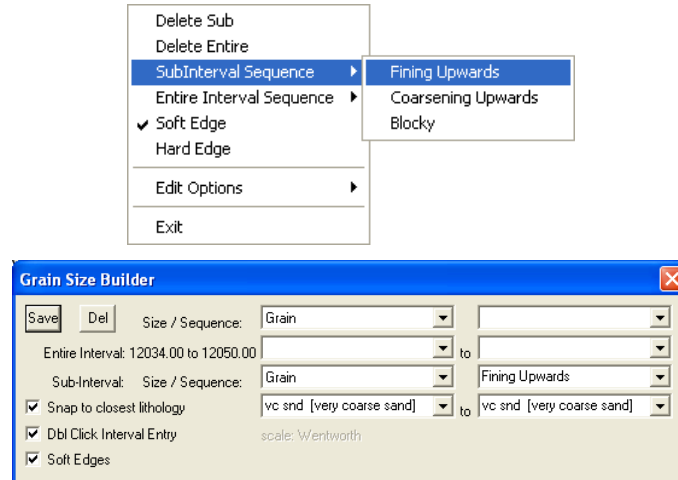 Delete Sub
Delete Entire
SubInterval Sequence Fining Upwards
Entire Interval Sequence Coarsening Upwards
Soft Edge Blocky
Hard Edge
Edit Options
Exit
Grain Size Builder
Save Del Size / Sequence: Grain
Entire Interval: 12034.00 to 12050.00 to
Sub-Interval: Size / Sequence: Grain Fining Upwards
Snap to closest lithology vc snd [very coarse sand] to vc snd [very coarse sand]
Dbl Click Interval Entry scale: Wentworth
Soft Edges